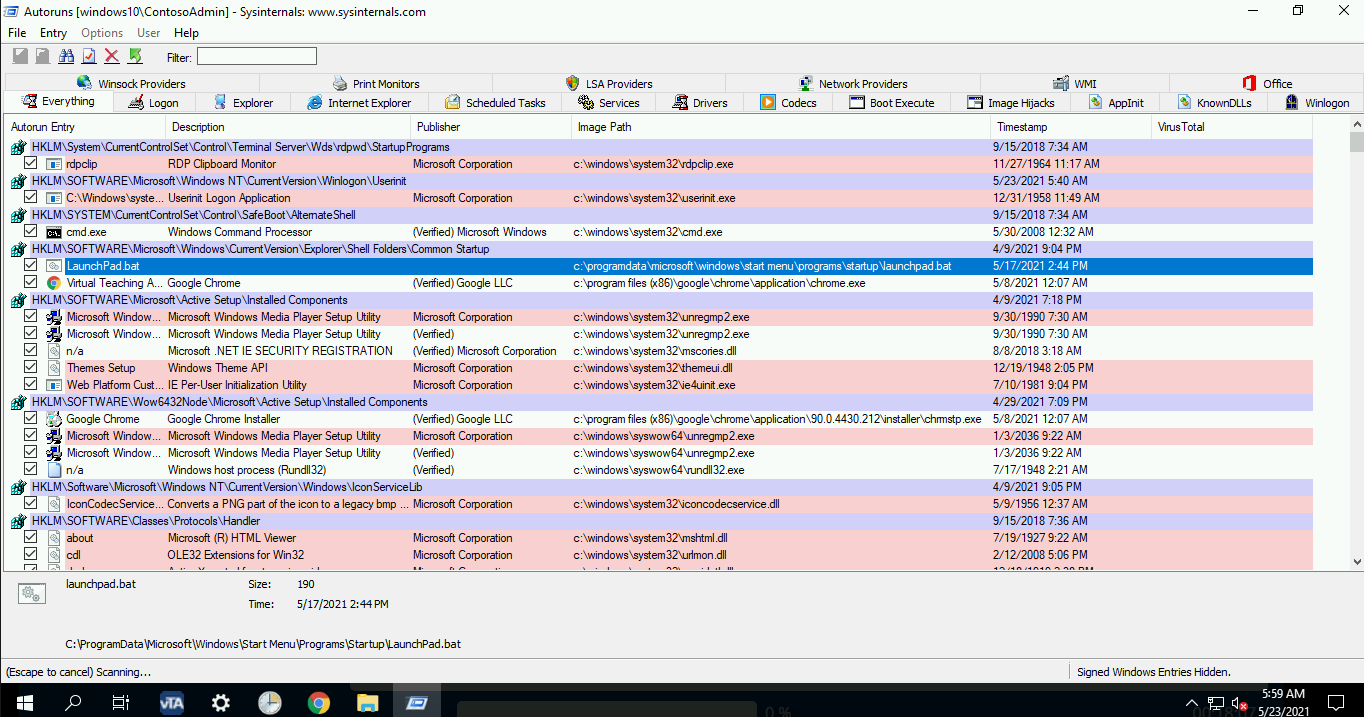 Autoruns [windows10\ContosoAdmin] - Sysinternals: www.sysinternals.com
File Entry Options User Help
Filter:
Winsock Providers Print Monitors LSA Providers Network Providers WMI Office
Everything Logon Explorer Internet Explorer Scheduled Tasks Services Drivers Codecs Boot Execute Image Hijacks AppInit KnownDLLs Winlogon
Autorun Entry Description Publisher Image Path Timestamp VirusTotal
HKLM\System\CurrentControlSet\Control\Terminal Server\Wds\rdpwd\StartupPrograms 9/15/2018 7:34 AM
rdpclip RDP Clipboard Monitor Microsoft Corporation c:\windows\system32\rdpclip.exe 11/27/1964 11:17 AM
HKLM\SOFTWARE\Microsoft\Windows NT\CurrentVersion\Winlogon\Userinit 5/23/2021 5:40 AM
C:\Windows\syste... Userinit Logon Application Microsoft Corporation c:\windows\system32\userinit.exe 12/31/1958 11:49 AM
HKLM\SYSTEM\CurrentControlSet\Control\SafeBoot\AlternateShell 9/15/2018 7:34 AM
cmd.exe Windows Command Processor (Verified) Microsoft Windows c:\windows\system32\cmd.exe 5/30/2008 12:32 AM
HKLM\SOFTWARE\Microsoft\Windows\CurrentVersion\Explorer\Shell Folders\Common Startup 4/9/2021 9:04 PM
LaunchPad.bat c:\programdata\microsoft\windows\start menu\programs\startup\launchpad.bat 5/17/2021 2:44 PM
Virtual Teaching A... Google Chrome (Verified) Google LLC c:\program files (x86)\google\chrome\application\chrome.exe 5/8/2021 12:07 AM
HKLM\SOFTWARE\Microsoft\Active Setup\Installed Components 4/9/2021 7:18 PM
Microsoft Window... Microsoft Windows Media Player Setup Utility Microsoft Corporation c:\windows\system32\unregmp2.exe 9/30/1990 7:30 AM
Microsoft Window... Microsoft Windows Media Player Setup Utility (Verified) c:\windows\system32\unregmp2.exe 9/30/1990 7:30 AM
n/a Microsoft .NET IE SECURITY REGISTRATION (Verified) Microsoft Corporation c:\windows\system32\mscories.dll 8/8/2018 3:18 AM
Themes Setup Windows Theme API Microsoft Corporation c:\windows\system32\themeui.dll 12/19/1948 2:05 PM
Web Platform Cust... IE Per-User Initialization Utility Microsoft Corporation c:\windows\system32\ie4uinit.exe 7/10/1981 9:04 PM
HKLM\SOFTWARE\Wow6432Node\Microsoft\Active Setup\Installed Components 4/29/2021 7:09 PM
Google Chrome Google Chrome Installer (Verified) Google LLC c:\program files (x86)\google\chrome\application\90.0.4430.212\installer\chrmstp.exe 5/8/2021 12:07 AM
Microsoft Window... Microsoft Windows Media Player Setup Utility Microsoft Corporation c:\windows\syswow64\unregmp2.exe 1/3/2036 9:22 AM
Microsoft Window... Microsoft Windows Media Player Setup Utility (Verified) c:\windows\syswow64\unregmp2.exe 1/3/2036 9:22 AM
n/a Windows host process (Rundll32) (Verified) c:\windows\syswow64\rundll32.exe 7/17/1948 2:21 AM
HKLM\Software\Microsoft\Windows NT\CurrentVersion\Windows\IconServiceLib 4/9/2021 9:05 PM
IconCodecService... Converts a PNG part of the icon to a legacy bmp ... Microsoft Corporation c:\windows\system32\iconcodecservice.dll 5/9/1956 12:37 AM
HKLM\SOFTWARE\Classes\Protocols\Handler 9/15/2018 7:36 AM
about Microsoft (R) HTML Viewer Microsoft Corporation c:\windows\system32\mshtml.dll 7/19/1927 9:22 AM
cdl OLE32 Extensions for Win32 Microsoft Corporation c:\windows\system32\urlmon.dll 2/12/2008 5:06 PM
launchpad.bat Size: 190
Time: 5/17/2021 2:44 PM
C:\ProgramData\Microsoft\Windows\Start Menu\Programs\Startup\LaunchPad.bat
(Escape to cancel) Scanning... Signed Windows Entries Hidden.
vTA
0 %
5:59 AM
5/23/2021